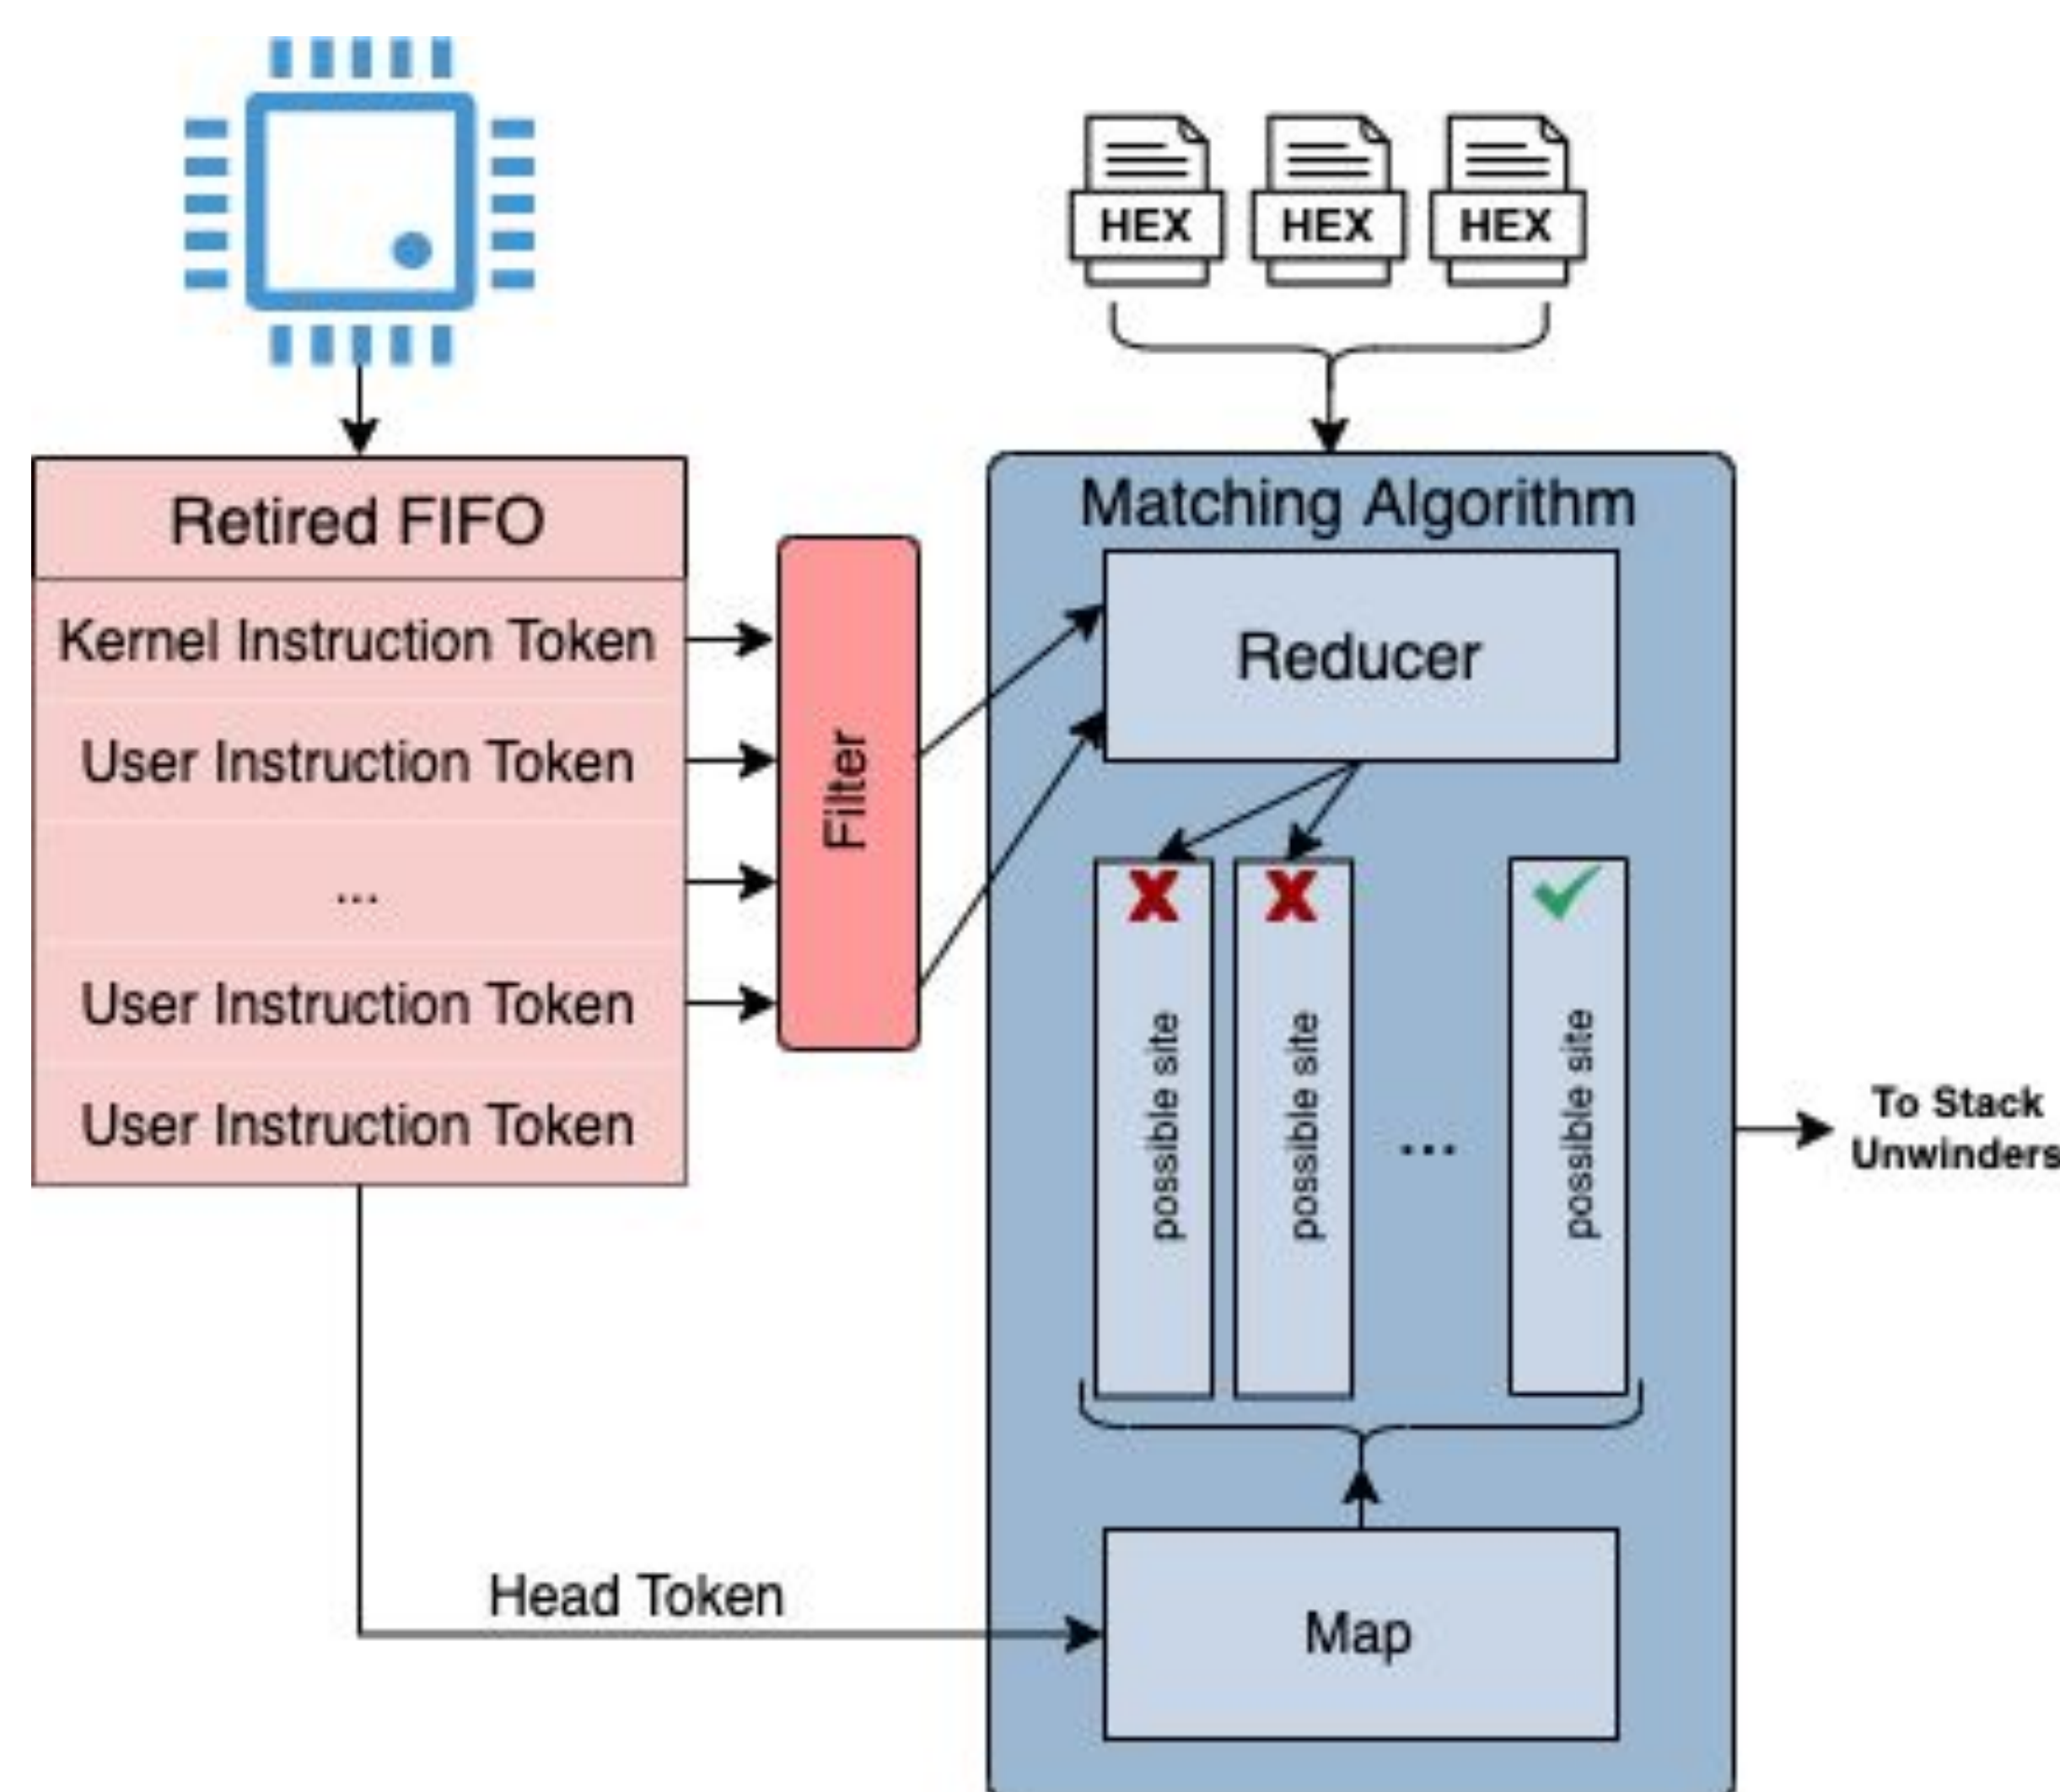 HEX
HEX
HEX
Retired FIFO
Kernel Instruction Token
User Instruction Token
...
User Instruction Token
User Instruction Token
Filter
Matching Algorithm
Reducer
possible site
possible site
...
possible site
To Stack
Unwinders
Head Token
Map